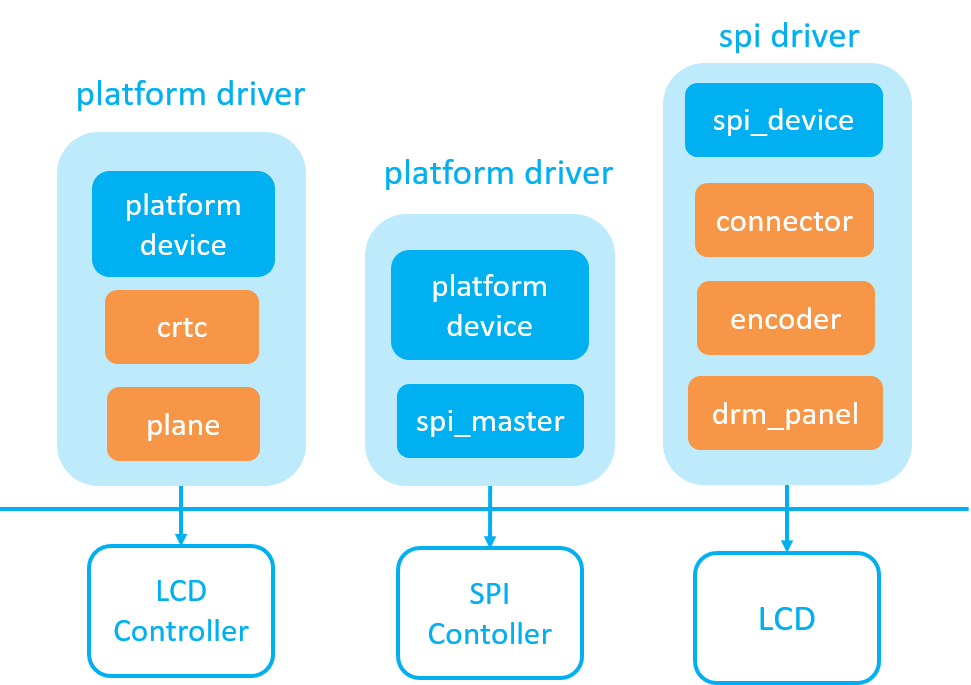 platform driver
platform
device
crtc
plane
LCD
Controller
platform driver
platform
device
spi_master
SPI
Contoller
spi driver
spi_device
connector
encoder
drm_panel
LCD